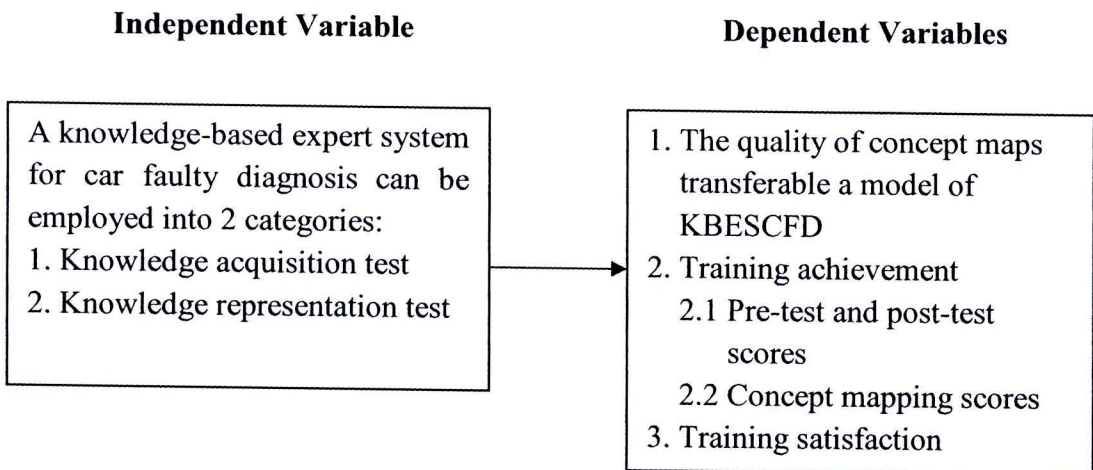 Independent Variable
A knowledge-based expert system
for car faulty diagnosis can be
employed into 2 categories:
1. Knowledge acquisition test
2. Knowledge representation test
Dependent Variables
1. The quality of concept maps
transferable a model of
KBESCFD
2. Training achievement
2.1 Pre-test and post-test
scores
2.2 Concept mapping scores
3. Training satisfaction